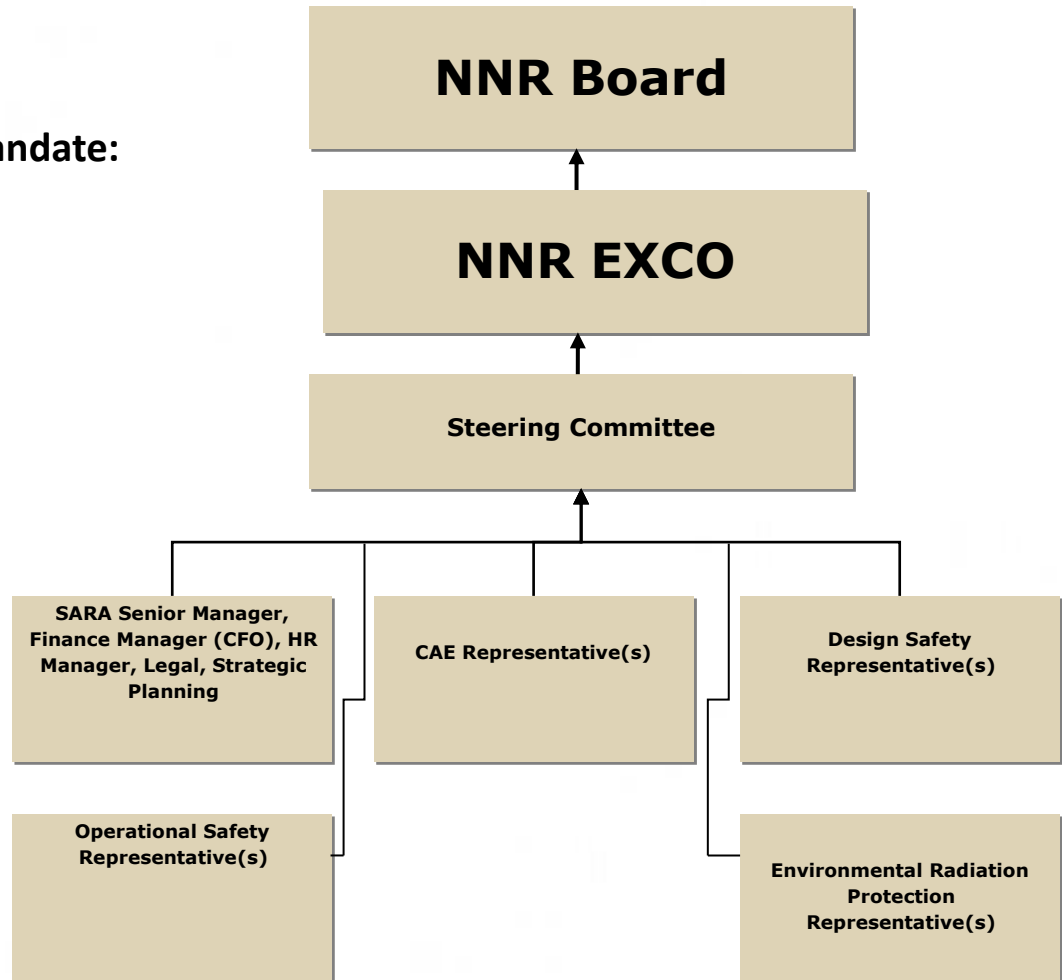 NNR Board
andate:
NNR EXCO
Steering Committee
SARA Senior Manager,
Finance Manager (CFO), HR
Manager, Legal, Strategic
Planning
CAE Representative(s)
Design Safety
Representative(s)
Operational Safety
Representative(s)
Environmental Radiation
Protection
Representative(s)